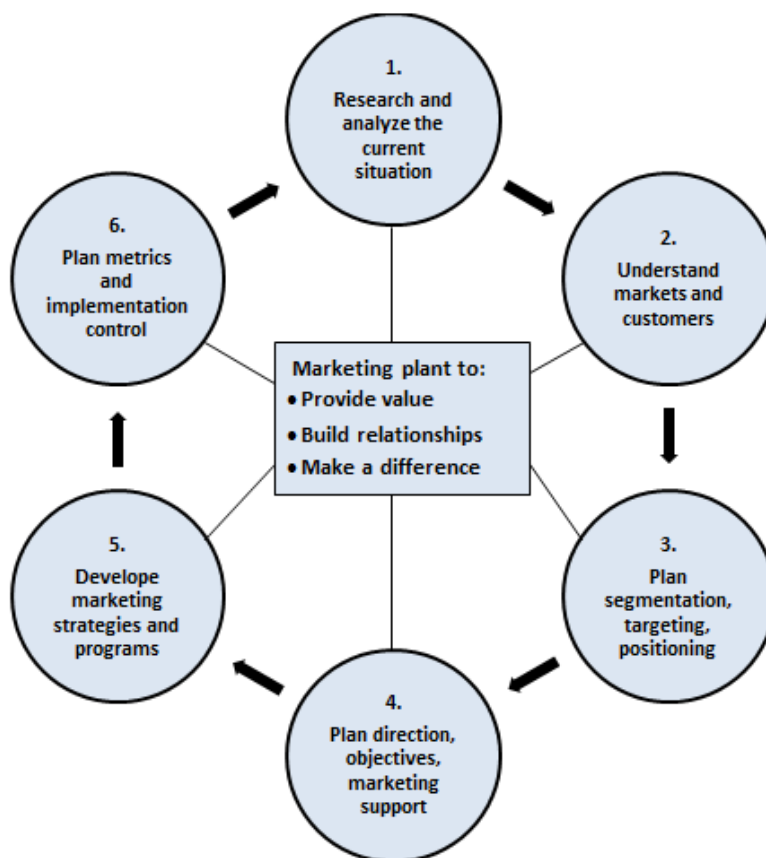 1.
Research and
analyze the
current
situation
2.
Understand
markets and
customers
3.
Plan
segmentation,
targeting,
positioning
4.
Plan direction,
objectives,
marketing
support
5.
Develope
marketing
strategies and
programs
6.
Plan metrics
and
implementation
control
Marketing plant to:
• Provide value
• Build relationships
• Make a difference